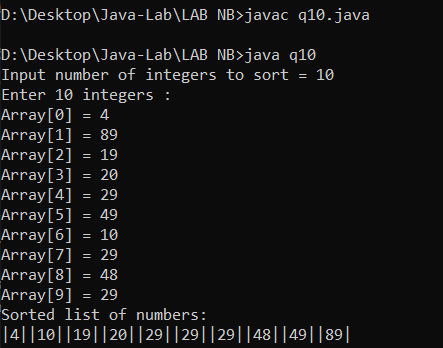 D:\Desktop\Java-Lab\LAB NB>javac q10.java
D:\Desktop\Java-Lab\LAB NB>java q10
Input number of integers to sort = 10
Enter 10 integers :
Array[0] = 4
Array[1] = 89
Array[2] = 19
Array[3] = 20
Array[4] = 29
Array[5] = 49
Array[6] = 10
Array[7] = 29
Array[8] = 48
Array[9] = 29
Sorted list of numbers:
|4||10||19||20||29||29||29||48||49||89|